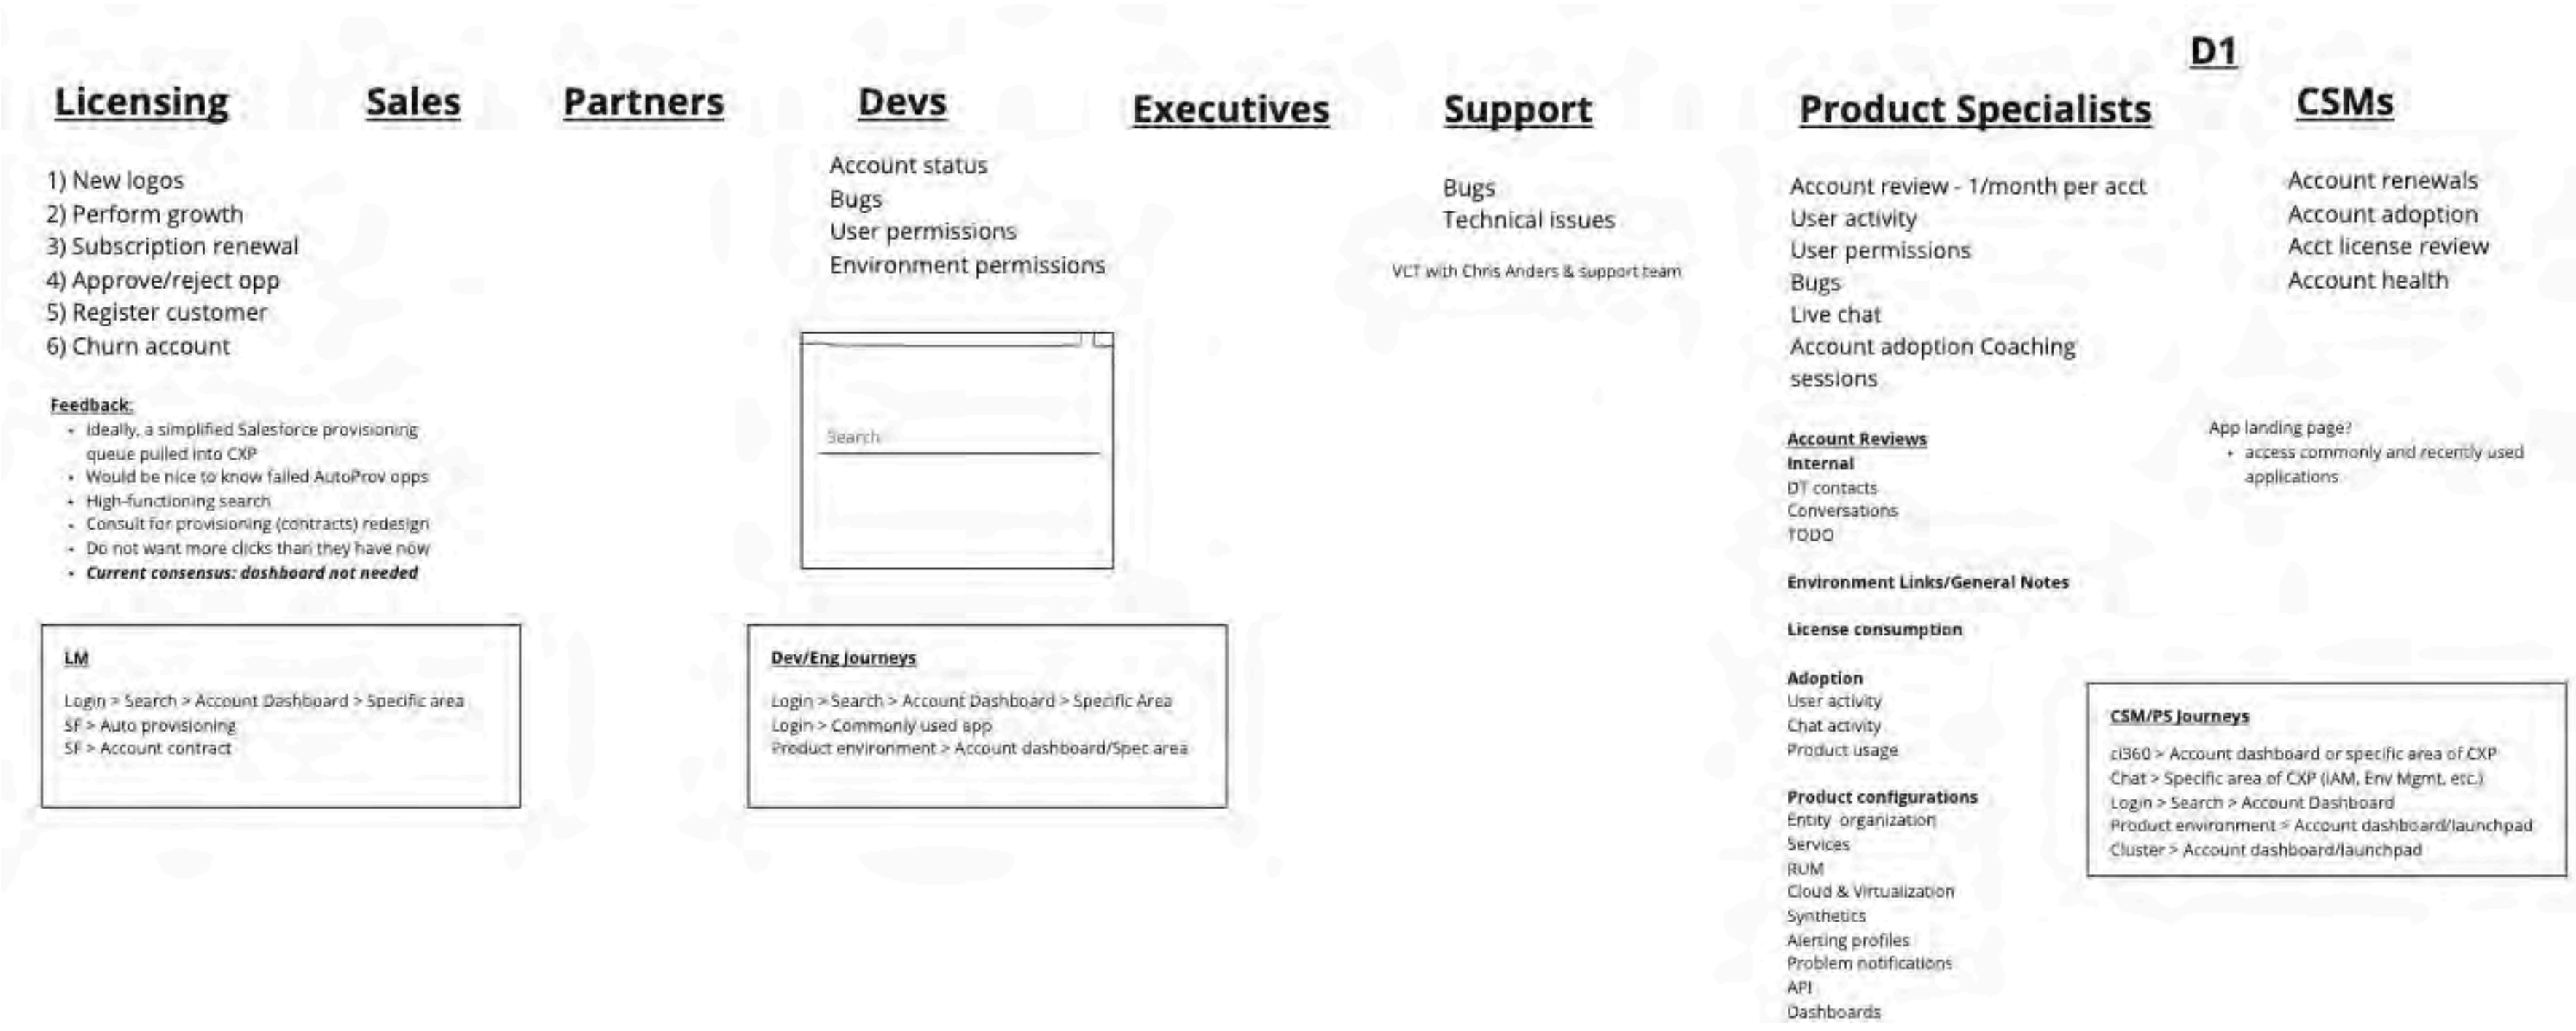 D1
Licensing
Sales
Partners
Devs
Executives
Support
Product Specialists
CSMs
1) New logos
2) Perform growth
3) Subscription renewal
4) Approve/reject opp
5) Register customer
6) Churn account
Feedback:
• Ideally, a simplified Salesforce provisioning
queue pulled into CXP
• Would be nice to know failed AutoProv opps
• High-functioning search
• Consult for provisioning (contracts) redesign
• Do not want more clicks than they have now
• Current consensus: dashboard not needed
LM
Login > Search > Account Dashboard > Specific area
SF > Auto provisioning
SF > Account contract
Account status
Bugs
User permissions
Environment permissions
Search
Dev/Eng Journeys
Login > Search > Account Dashboard > Specific Area
Login > Commonly used app
Product environment > Account dashboard/Spec area
Bugs
Technical issues
VCT with Chris Anders & support team
Account review - 1/month per acct
User activity
User permissions
Bugs
Live chat
Account adoption Coaching
sessions
Account Reviews
Internal
DT contacts
Conversations
TODO
Environment Links/General Notes
License consumption
Adoption
User activity
Chat activity
Product usage
Product configurations
Entity organization
Services
RUM
Cloud & Virtualization
Synthetics
Alerting profiles
Problem notifications
API
Dashboards
Account renewals
Account adoption
Acct license review
Account health
App landing page?
• access commonly and recently used
applications
CSM/PS Journeys
ci360 > Account dashboard or specific area of CXP
Chat > Specific area of CXP (IAM, Env Mgmt, etc.)
Login > Search > Account Dashboard
Product environment > Account dashboard/launchpad
Cluster > Account dashboard/launchpad